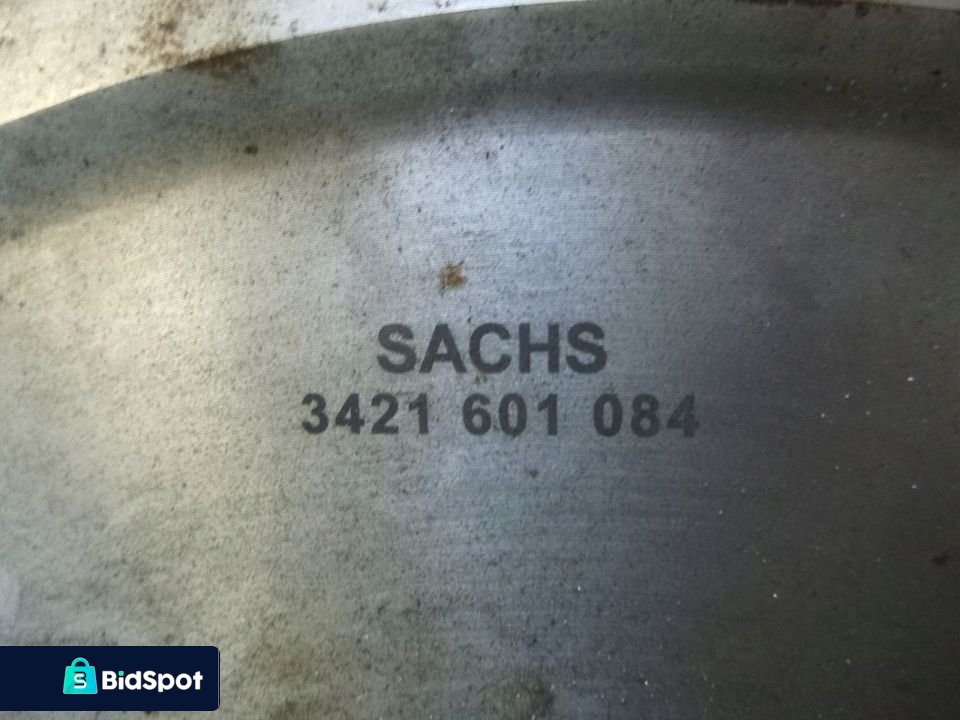 SACHS
3421 601 084
BidSpot